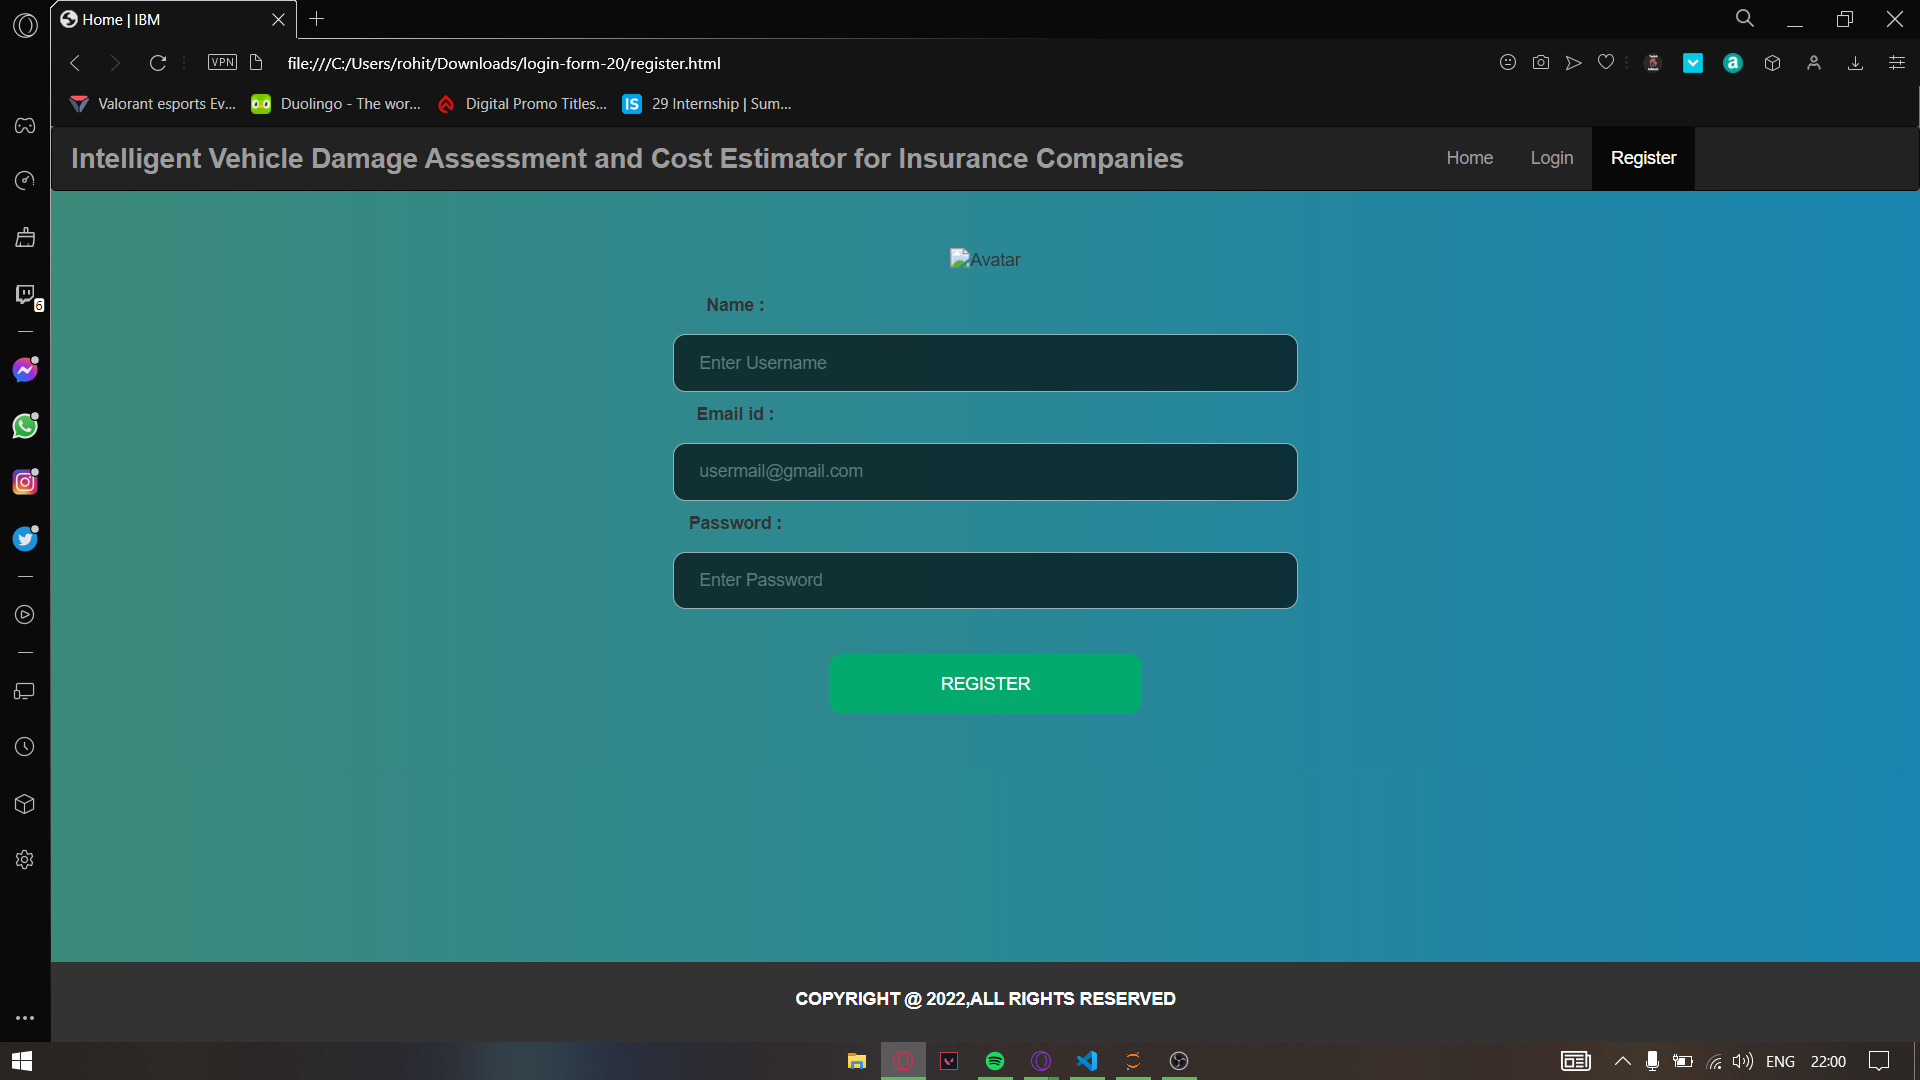 Home | IBM
VPN
file:///C:/Users/rohit/Downloads/login-form-20/register.html
Valorant esports Ev...
Duolingo - The wor...
Digital Promo Titles...
IS
29 Internship | Sum...
Intelligent Vehicle Damage Assessment and Cost Estimator for Insurance Companies
Home
Login
Register
Avatar
6
Name :
Enter Username
Email id :
usermail@gmail.com
Password :
Enter Password
REGISTER
COPYRIGHT @ 2022,ALL RIGHTS RESERVED
ENG
22:00